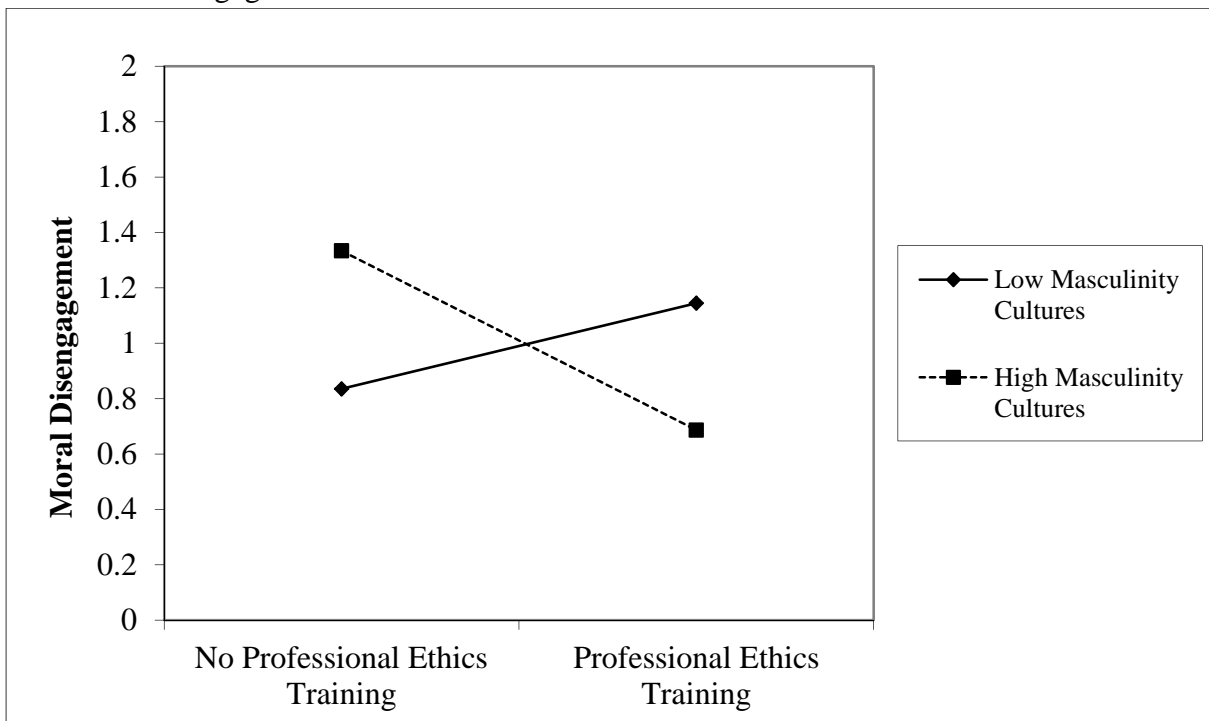 2
1.8
1.6
1.4
1.2
1
0.8
0.6
0.4
0.2
0
Moral Disengagement
No Professional Ethics
Training
Professional Ethics
Training
Low Masculinity
Cultures
High Masculinity
Cultures